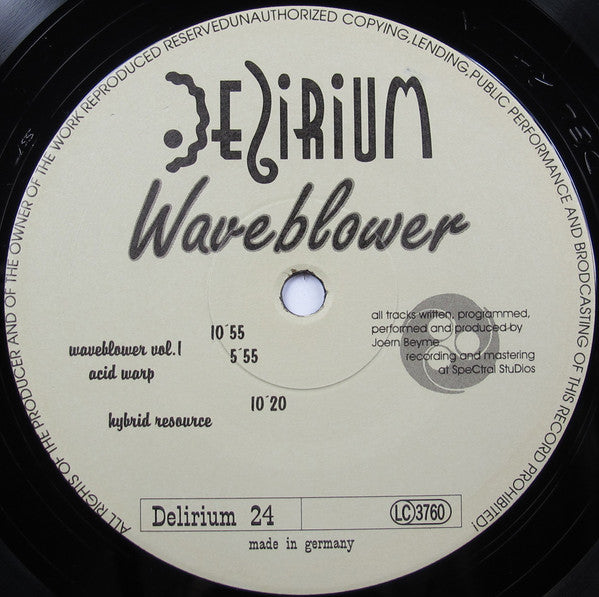 ALL RIGHTS OF THE PRODUCER AND OF THE OWNER OF THE WORK REPRODUCED RESERVEDUNAUTHORIZED COPYING,LENDING,PUBLIC PERFORMANCE AND BRODCASTING OF THIS RECORD PROHIBITED!
DELIRIUM
Waveblower
10´55
waveblower vol.1
5´55
acid warp
10´20
hybrid resource
all tracks written, programmed,
performed and produced by
Joern Beyme
recording and mastering
at SpeCtral StuDios
Delirium 24
LC 3760
made in germany